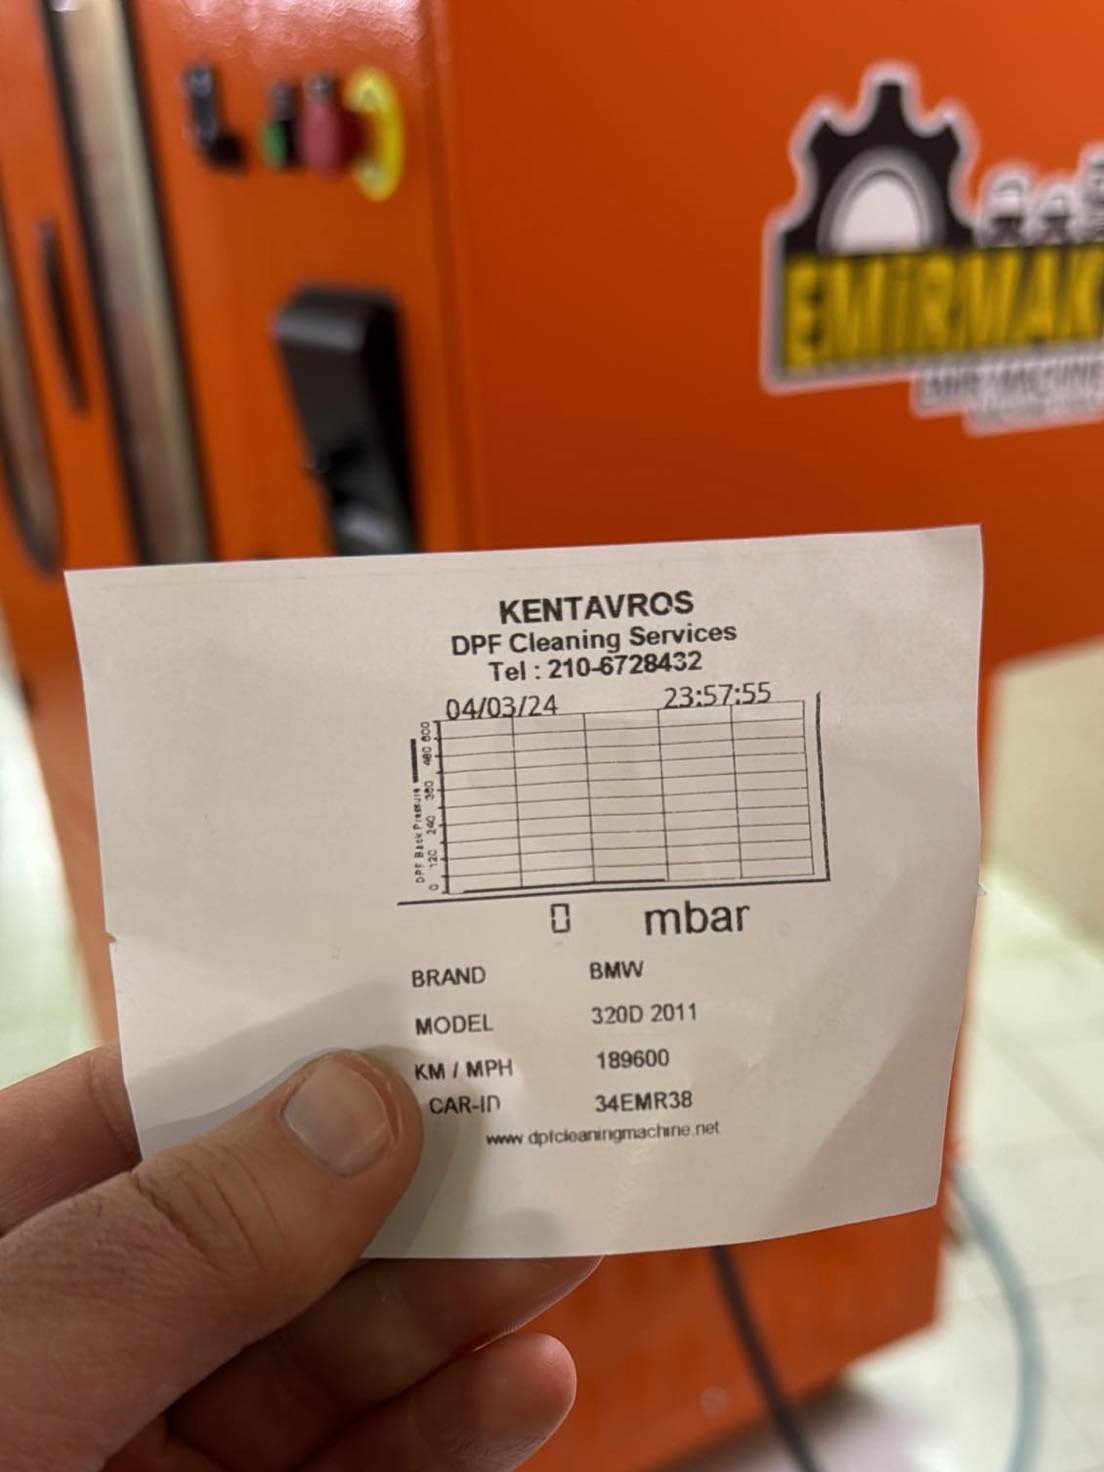 EMiRMAK
KENTAVROS
DPF Cleaning Services
Tel : 210-6728432
04/03/24 23:57:55
DPF Back Pressure
0 120 240 360 480 600
0 mbar
BRAND BMW
MODEL 320D 2011
KM / MPH 189600
CAR-ID 34EMR38
www.dpfcleaningmachine.net